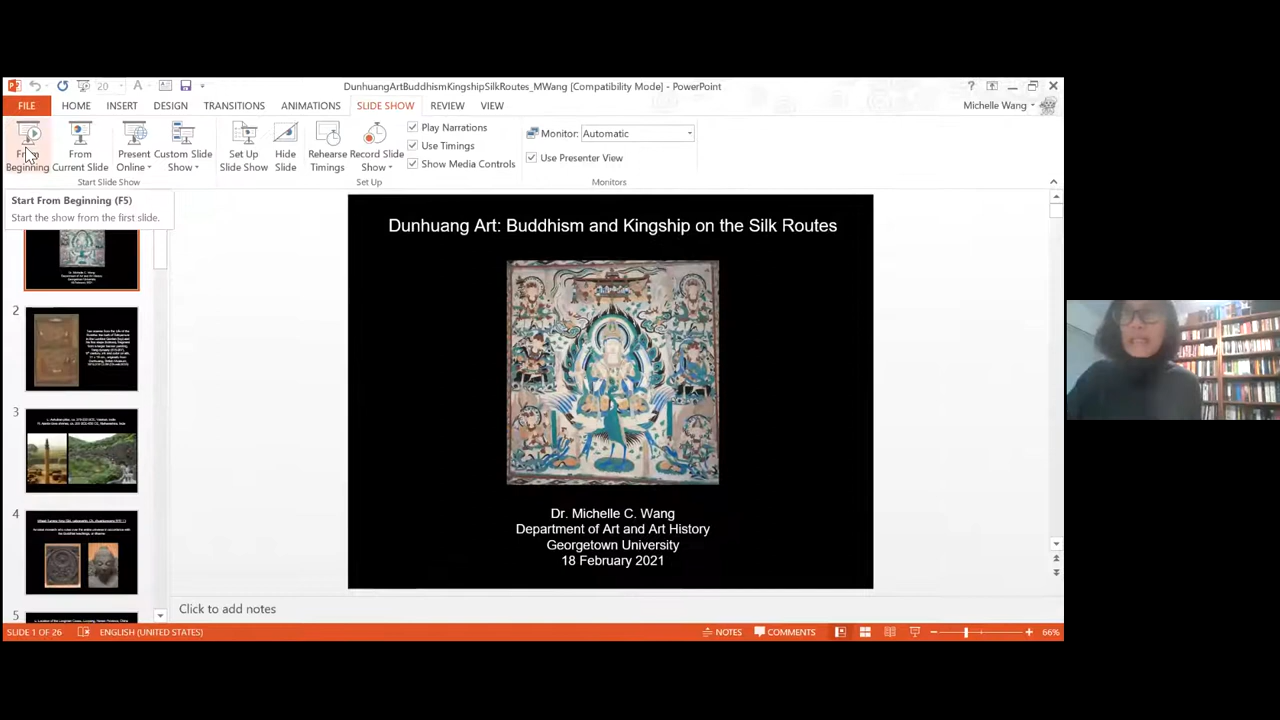 20
DunhuangArtBuddhismKingshipSilkRoutes_MWang [Compatibility Mode] - PowerPoint
FILE HOME INSERT DESIGN TRANSITIONS ANIMATIONS SLIDE SHOW REVIEW VIEW
Michelle Wang
From Beginning
From Current Slide
Present Online
Custom Slide Show
Start Slide Show
Set Up Slide Show
Hide Slide
Rehearse Timings
Record Slide Show
Play Narrations
Use Timings
Show Media Controls
Set Up
Monitor: Automatic
Use Presenter View
Monitors
Start From Beginning (F5)
Start the show from the first slide.
2
3
4
5
Dunhuang Art: Buddhism and Kingship on the Silk Routes
Dr. Michelle C. Wang
Department of Art and Art History
Georgetown University
18 February 2021
Click to add notes
SLIDE 1 OF 26 ENGLISH (UNITED STATES) NOTES COMMENTS 66%